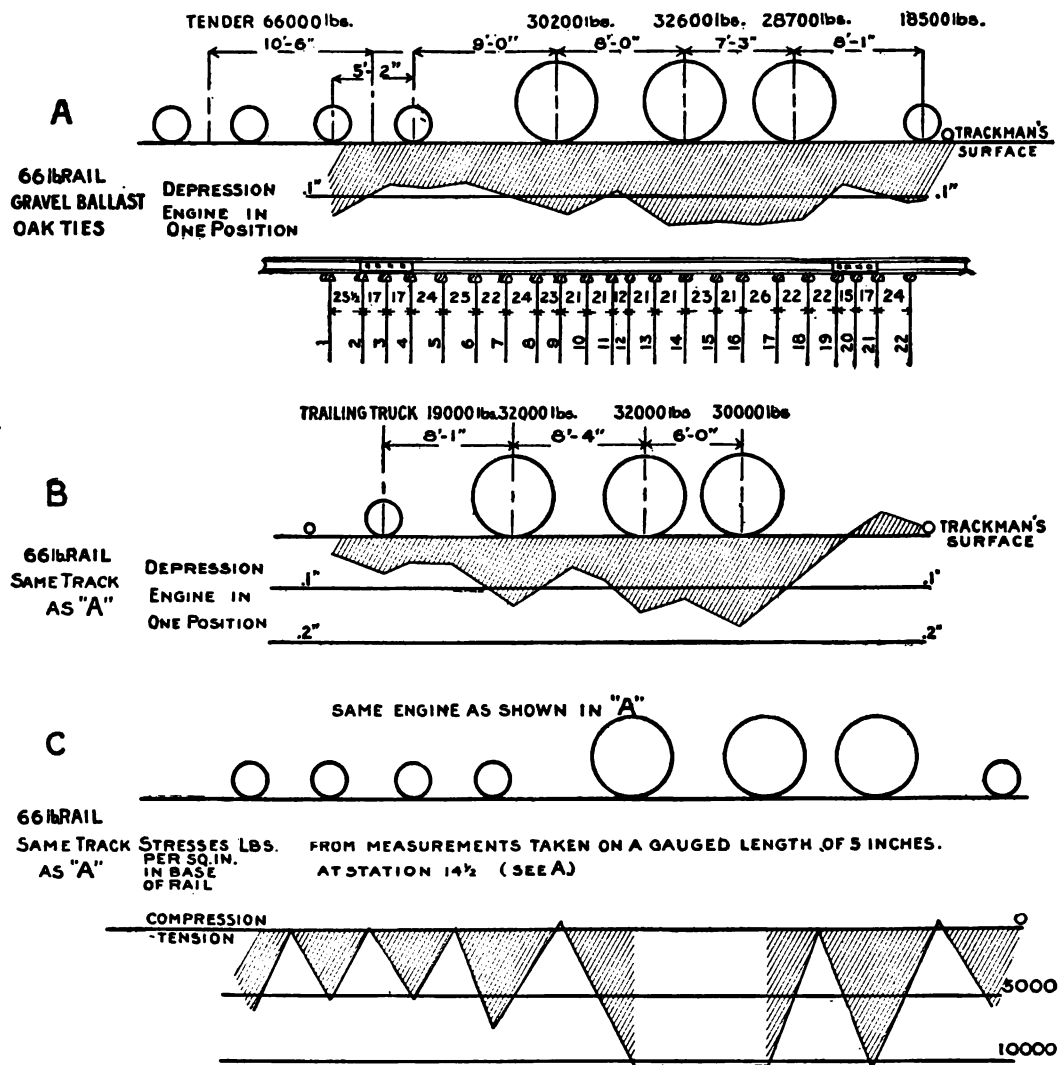 TENDER 66000 lbs. 30200 lbs. 32600 lbs. 28700 lbs. 18500 lbs.
10'-6" 9'-0" 8'-0" 7'-3" 8'-1"
5'-2"
A
O TRACKMAN'S
SURFACE
66 lb RAIL
GRAVEL BALLAST
OAK TIES
DEPRESSION
ENGINE IN
ONE POSITION
.1" .1"
25½ 17 17 24 25 22 24 23 21 21 12 21 21 23 21 26 22 22 15 17 24
1 2 3 4 5 6 7 8 9 10 11 12 13 14 15 16 17 18 19 20 21 22
TRAILING TRUCK 19000 lbs. 32000 lbs. 32000 lbs 30000 lbs
8'-1" 8'-4" 6'-0"
B
O O TRACKMAN'S
SURFACE
66 lb RAIL
SAME TRACK
AS "A"
DEPRESSION
ENGINE IN
ONE POSITION
.1" .1"
.2" .2"
SAME ENGINE AS SHOWN IN "A"
C
66 lb RAIL
SAME TRACK
AS "A"
STRESSES LBS.
PER SQ. IN.
IN BASE
OF RAIL
FROM MEASUREMENTS TAKEN ON A GAUGED LENGTH OF 5 INCHES.
AT STATION 14½ (SEE A)
COMPRESSION O
-TENSION
5000
10000